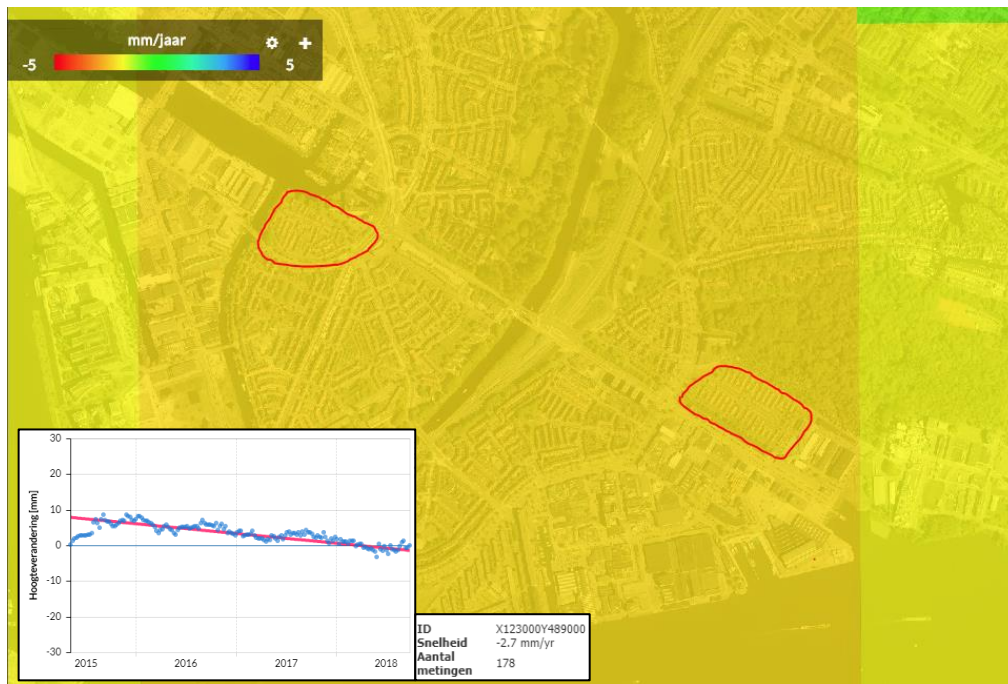 mm/jaar
-5
5
Hoogteverandering [mm]
30
20
10
0
-10
-20
-30
2015
2016
2017
2018
ID X123000Y489000
Snelheid -2.7 mm/yr
Aantal metingen 178